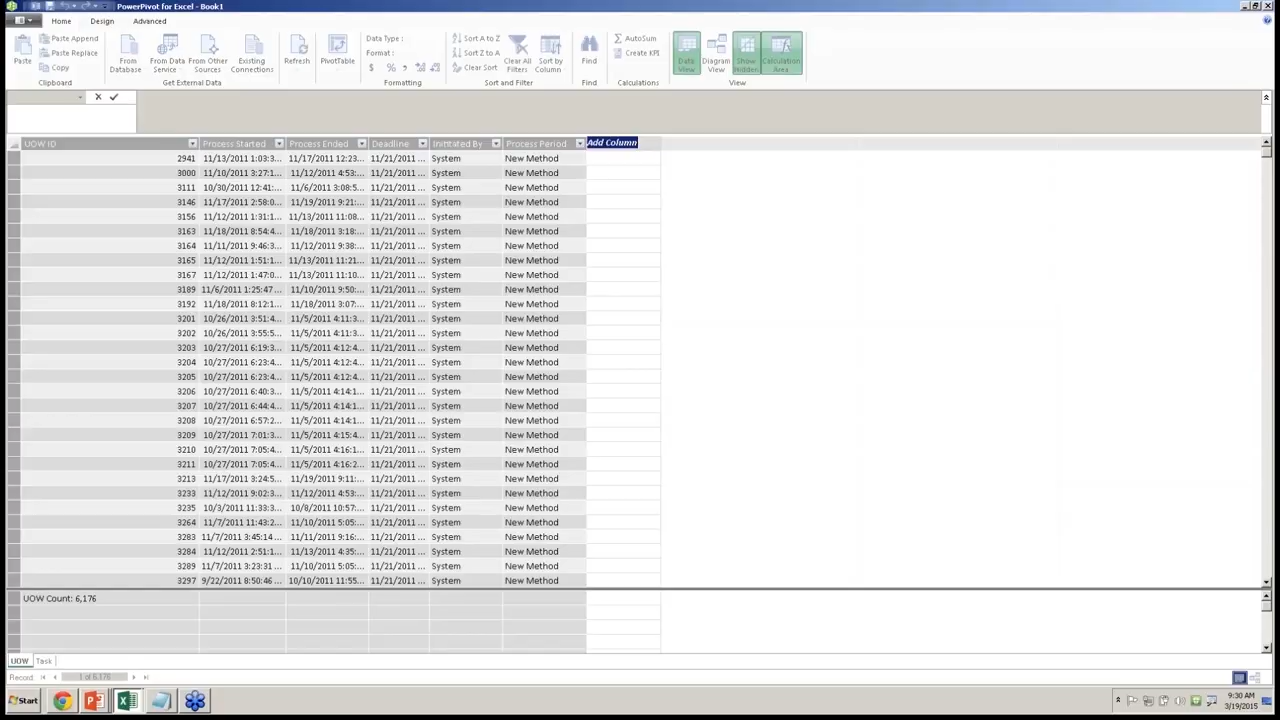 PowerPivot for Excel - Book1
Home Design Advanced
Paste
Paste Append
Paste Replace
Copy
Clipboard
From Database
From Data Service
From Other Sources
Existing Connections
Get External Data
Refresh
PivotTable
Data Type :
Format :
$ %
Formatting
Sort A to Z
Sort Z to A
Clear Sort
Clear All Filters
Sort by Column
Sort and Filter
Find
Find
AutoSum
Create KPI
Calculations
Data View
Diagram View
Show Hidden
Calculation Area
View
UOW ID Process Started Process Ended Deadline Inititated By Process Period Add Column
2941 11/13/2011 1:03:3... 11/17/2011 12:23... 11/21/2011 ... System New Method
3000 11/10/2011 3:27:1... 11/12/2011 4:53:... 11/21/2011 ... System New Method
3111 10/30/2011 12:41:... 11/6/2011 3:08:5... 11/21/2011 ... System New Method
3146 11/17/2011 2:58:0... 11/19/2011 9:21:... 11/21/2011 ... System New Method
3156 11/12/2011 1:31:1... 11/13/2011 11:08... 11/21/2011 ... System New Method
3163 11/18/2011 8:54:4... 11/18/2011 3:18:... 11/21/2011 ... System New Method
3164 11/11/2011 9:46:3... 11/12/2011 9:38:... 11/21/2011 ... System New Method
3165 11/12/2011 1:51:1... 11/13/2011 11:21... 11/21/2011 ... System New Method
3167 11/12/2011 1:47:0... 11/13/2011 11:10... 11/21/2011 ... System New Method
3189 11/6/2011 1:25:47 ... 11/10/2011 9:50:... 11/21/2011 ... System New Method
3192 11/18/2011 8:12:1... 11/18/2011 3:07:... 11/21/2011 ... System New Method
3201 10/26/2011 3:51:4... 11/5/2011 4:11:3... 11/21/2011 ... System New Method
3202 10/26/2011 3:55:5... 11/5/2011 4:11:3... 11/21/2011 ... System New Method
3203 10/27/2011 6:19:3... 11/5/2011 4:12:4... 11/21/2011 ... System New Method
3204 10/27/2011 6:23:4... 11/5/2011 4:12:4... 11/21/2011 ... System New Method
3205 10/27/2011 6:23:4... 11/5/2011 4:12:4... 11/21/2011 ... System New Method
3206 10/27/2011 6:40:3... 11/5/2011 4:14:1... 11/21/2011 ... System New Method
3207 10/27/2011 6:44:4... 11/5/2011 4:14:1... 11/21/2011 ... System New Method
3208 10/27/2011 6:57:2... 11/5/2011 4:14:1... 11/21/2011 ... System New Method
3209 10/27/2011 7:01:3... 11/5/2011 4:15:4... 11/21/2011 ... System New Method
3210 10/27/2011 7:05:4... 11/5/2011 4:16:1... 11/21/2011 ... System New Method
3211 10/27/2011 7:05:4... 11/5/2011 4:16:2... 11/21/2011 ... System New Method
3213 11/17/2011 3:24:5... 11/19/2011 9:11:... 11/21/2011 ... System New Method
3233 11/12/2011 9:02:3... 11/12/2011 4:53:... 11/21/2011 ... System New Method
3235 10/3/2011 11:33:3... 10/8/2011 10:57:... 11/21/2011 ... System New Method
3264 11/7/2011 11:43:2... 11/10/2011 5:05:... 11/21/2011 ... System New Method
3283 11/7/2011 3:45:14 ... 11/11/2011 9:16:... 11/21/2011 ... System New Method
3284 11/12/2011 2:51:1... 11/13/2011 4:35:... 11/21/2011 ... System New Method
3289 11/7/2011 3:23:31 ... 11/10/2011 5:05:... 11/21/2011 ... System New Method
3297 9/22/2011 8:50:46 ... 10/10/2011 11:55... 11/21/2011 ... System New Method
UOW Count: 6,176
UOW Task
Record: 1 of 6,176
Start
9:30 AM
3/19/2015